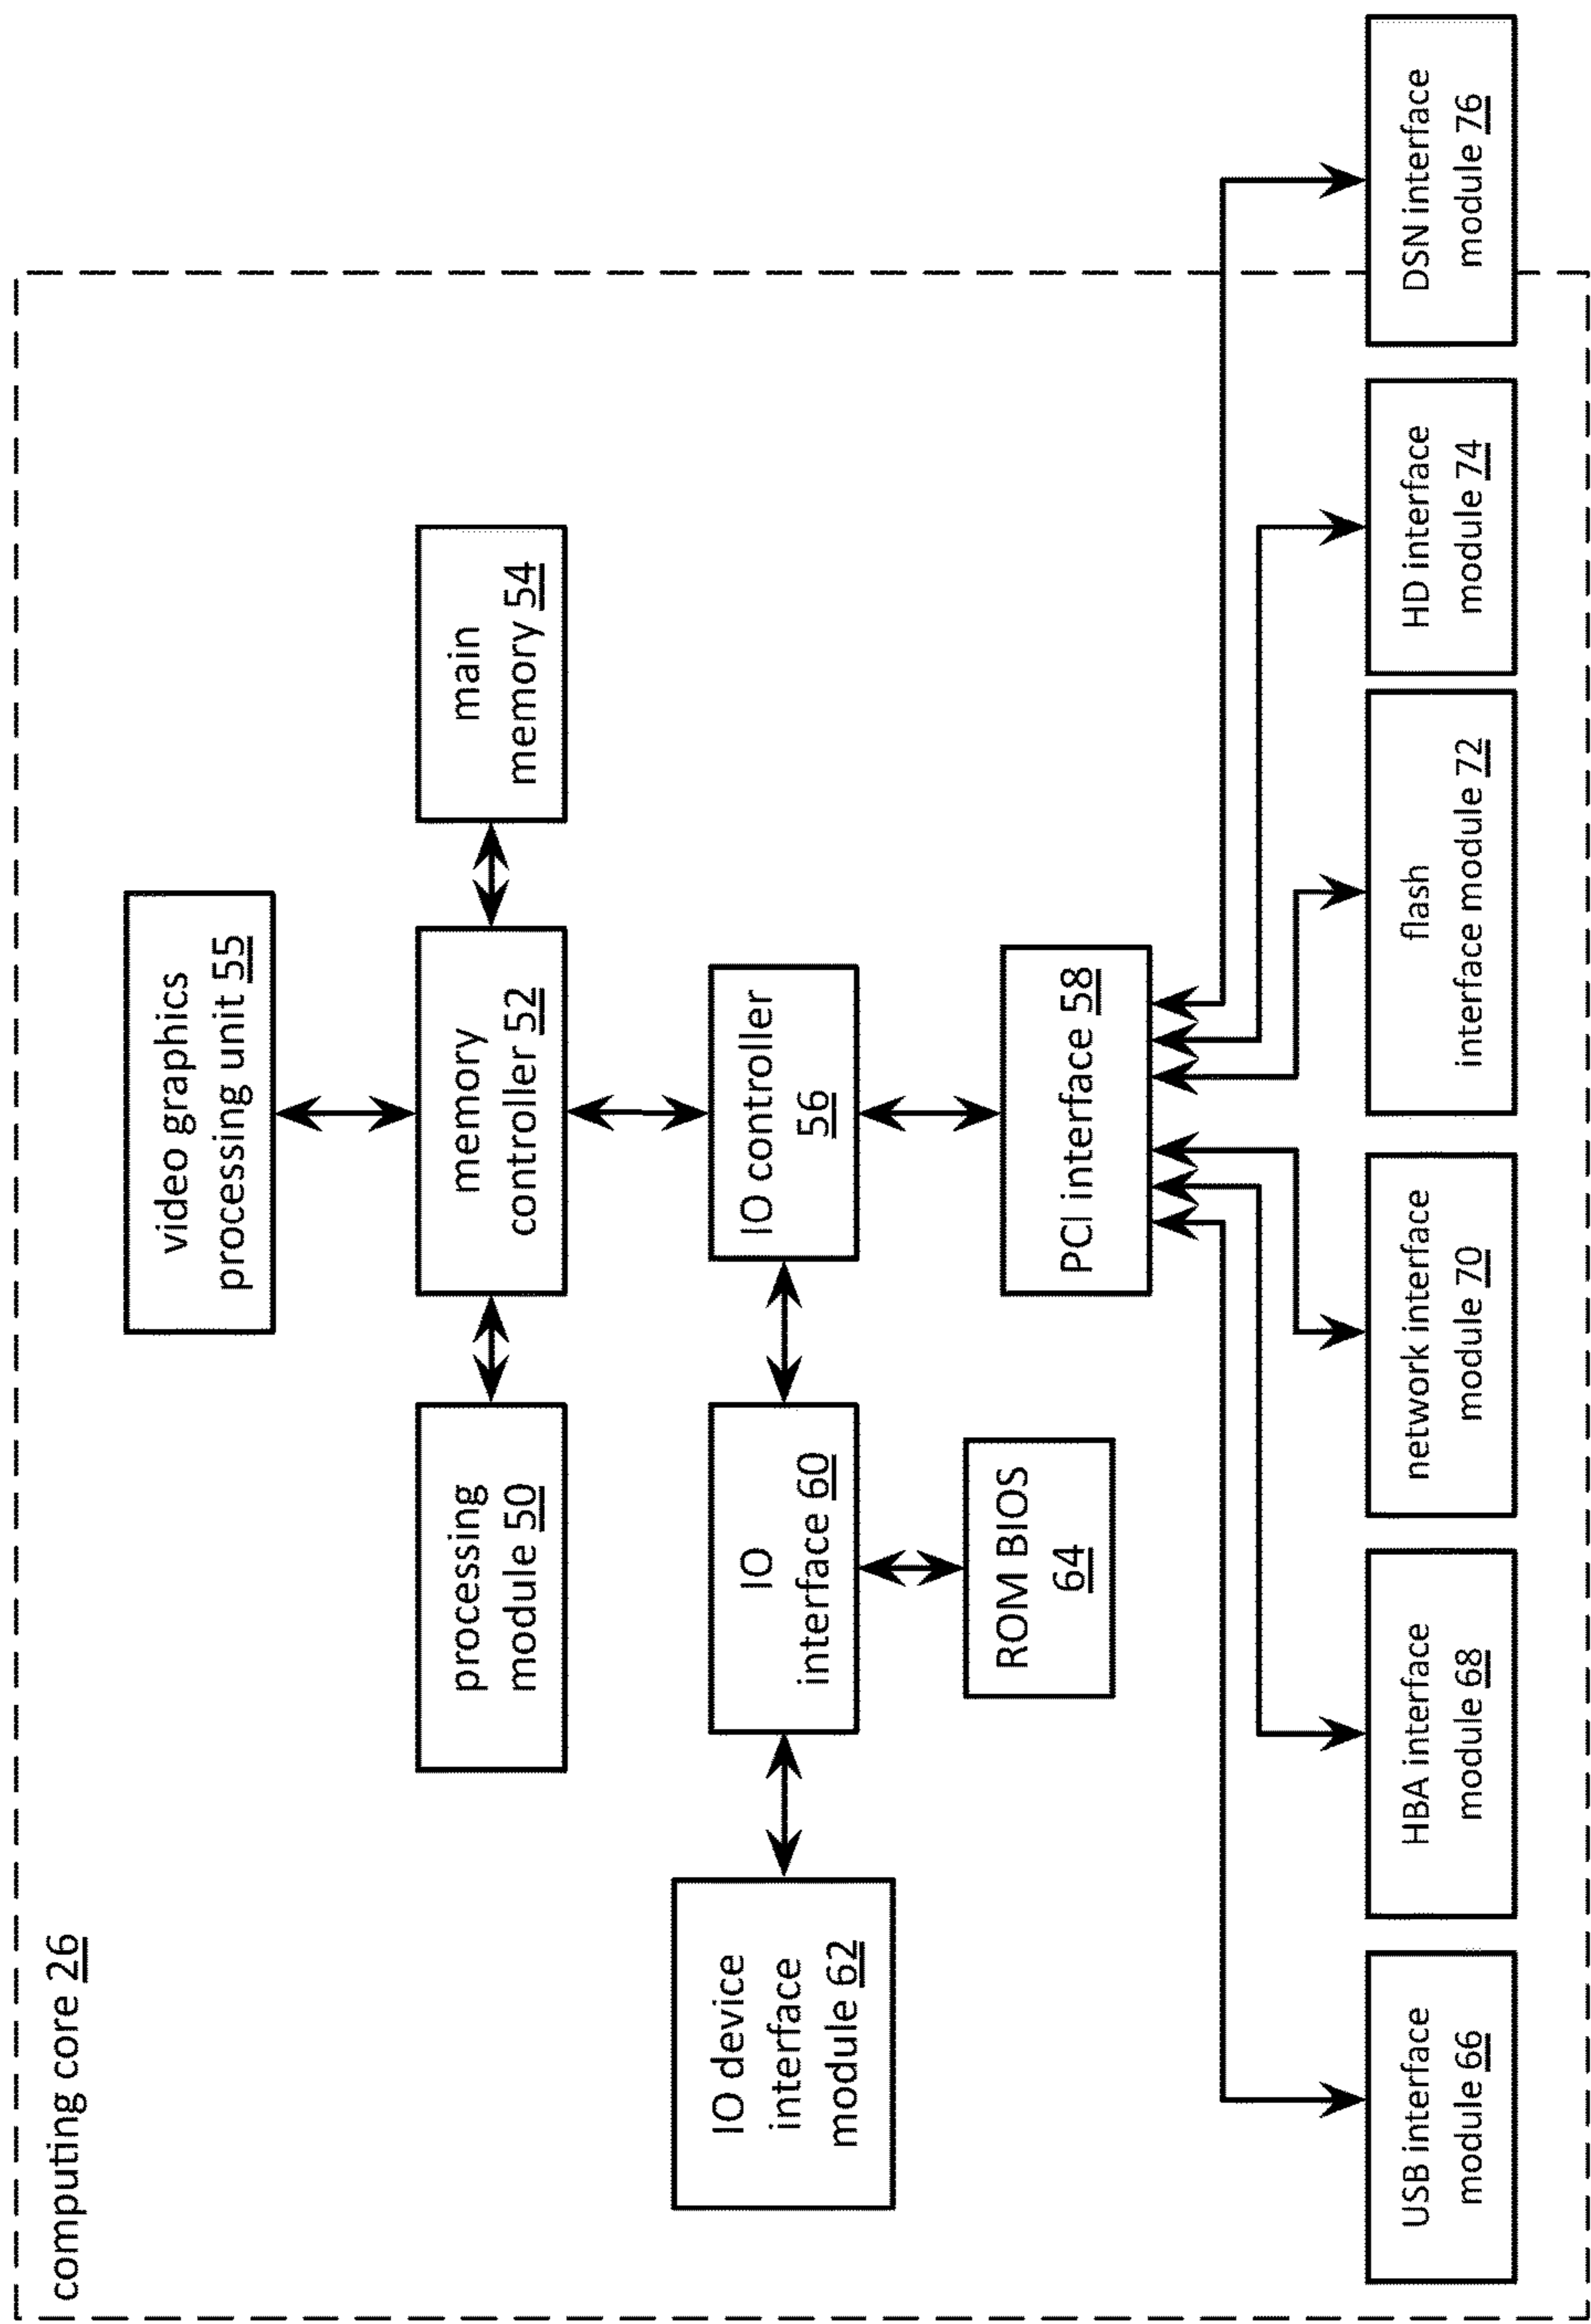 computing core 26
video graphics
processing unit 55
processing
module 50
memory
controller 52
main
memory 54
IO device
interface
module 62
IO
interface 60
IO controller
56
ROM BIOS
64
PCI interface 58
USB interface
module 66
HBA interface
module 68
network interface
module 70
flash
interface module 72
HD interface
module 74
DSN interface
module 76